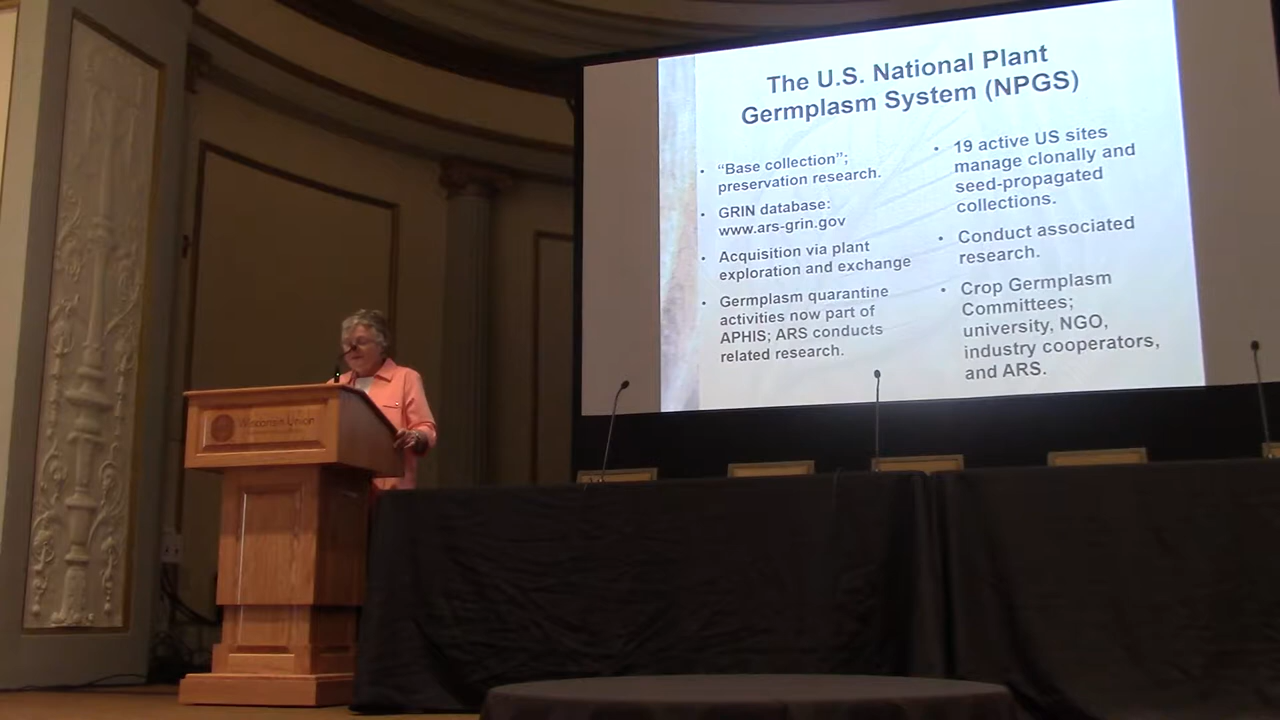 The U.S. National Plant
Germplasm System (NPGS)
• “Base collection”;
preservation research.
• GRIN database:
www.ars-grin.gov
• Acquisition via plant
exploration and exchange
• Germplasm quarantine
activities now part of
APHIS; ARS conducts
related research.
• 19 active US sites
manage clonally and
seed-propagated
collections.
• Conduct associated
research.
• Crop Germplasm
Committees;
university, NGO,
industry cooperators,
and ARS.
Wisconsin Union